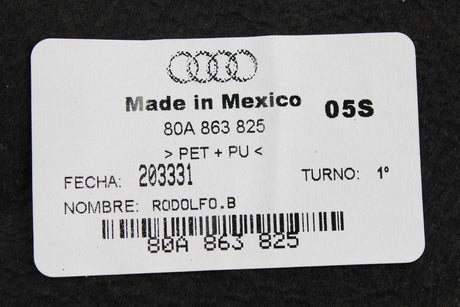 Made in Mexico 05S
80A 863 825
> PET + PU <
FECHA: 203331 TURNO: 1°
NOMBRE: RODOLFO.B
80A 863 825